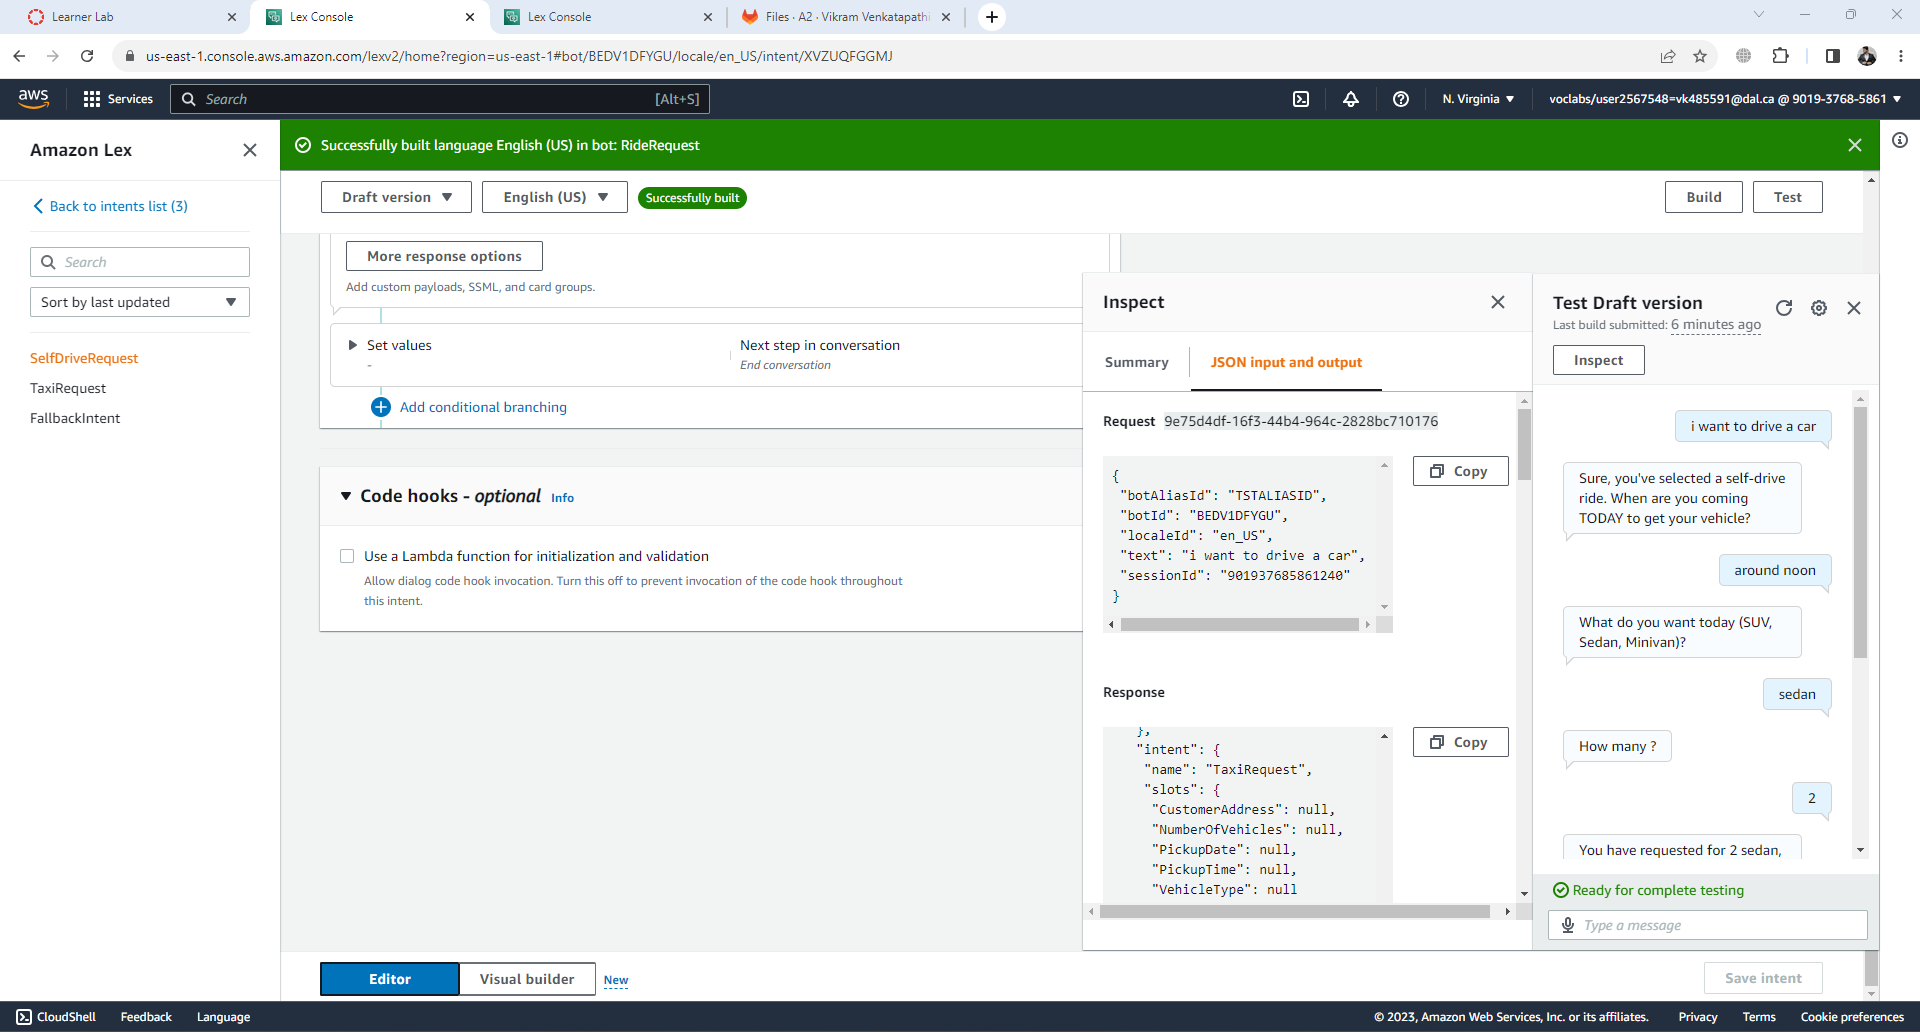 Learner Lab
Lex Console
Lex Console
Files · A2 · Vikram Venkatapathi
us-east-1.console.aws.amazon.com/lexv2/home?region=us-east-1#bot/BEDV1DFYGU/locale/en_US/intent/XVZUQFGGMJ
aws
Services
Search
[Alt+S]
N. Virginia
voclabs/user2567548=vk485591@dal.ca @ 9019-3768-5861
Amazon Lex
Back to intents list (3)
Search
Sort by last updated
SelfDriveRequest
TaxiRequest
FallbackIntent
Successfully built language English (US) in bot: RideRequest
Draft version
English (US)
Successfully built
Build
Test
More response options
Add custom payloads, SSML, and card groups.
Set values
-
Next step in conversation
End conversation
Add conditional branching
Code hooks - optional Info
Use a Lambda function for initialization and validation
Allow dialog code hook invocation. Turn this off to prevent invocation of the code hook throughout
this intent.
Inspect
Summary
JSON input and output
Request 9e75d4df-16f3-44b4-964c-2828bc710176
Copy
{
"botAliasId": "TSTALIASID",
"botId": "BEDV1DFYGU",
"localeId": "en_US",
"text": "i want to drive a car",
"sessionId": "901937685861240"
}
Response
Copy
},
"intent": {
"name": "TaxiRequest",
"slots": {
"CustomerAddress": null,
"NumberOfVehicles": null,
"PickupDate": null,
"PickupTime": null,
"VehicleType": null
Test Draft version
Last build submitted: 6 minutes ago
Inspect
i want to drive a car
Sure, you've selected a self-drive
ride. When are you coming
TODAY to get your vehicle?
around noon
What do you want today (SUV,
Sedan, Minivan)?
sedan
How many ?
2
You have requested for 2 sedan,
Ready for complete testing
Type a message
Editor
Visual builder
New
Save intent
CloudShell
Feedback
Language
© 2023, Amazon Web Services, Inc. or its affiliates.
Privacy
Terms
Cookie preferences